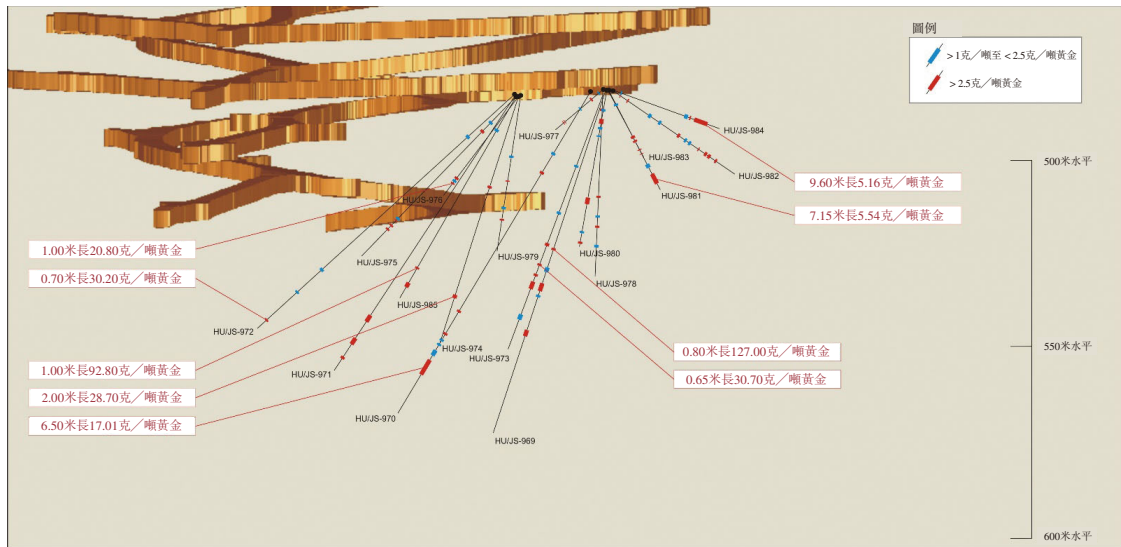 圖例
>1克／噸至 <2.5克／噸黃金
>2.5克／噸黃金
HU/JS-977
HU/JS-984
HU/JS-983
HU/JS-982
HU/JS-981
500米水平
9.60米長5.16克／噸黃金
7.15米長5.54克／噸黃金
HU/JS-976
1.00米長20.80克／噸黃金
0.70米長30.20克／噸黃金
HU/JS-975
HU/JS-979
HU/JS-980
HU/JS-978
HU/JS-985
HU/JS-972
HU/JS-974
HU/JS-973
HU/JS-971
550米水平
0.80米長127.00克／噸黃金
0.65米長30.70克／噸黃金
1.00米長92.80克／噸黃金
2.00米長28.70克／噸黃金
6.50米長17.01克／噸黃金
HU/JS-970
HU/JS-969
600米水平